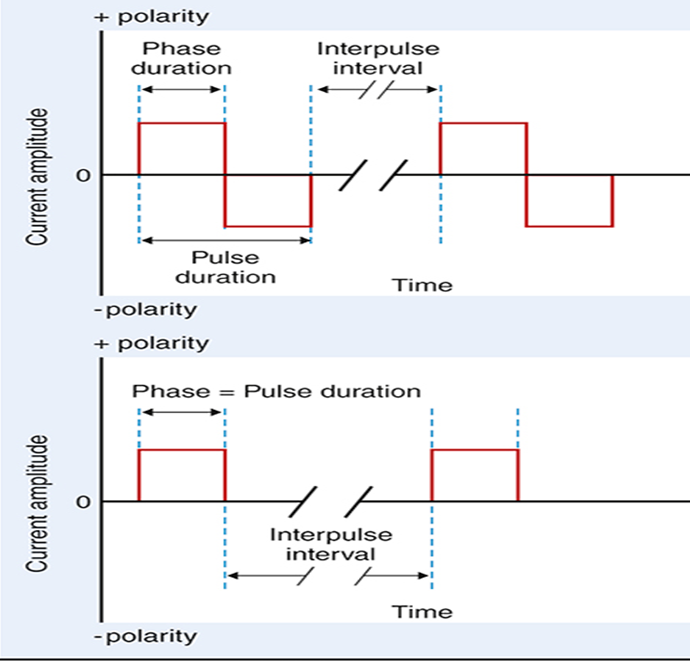 + polarity
Phase
duration
Interpulse
interval
Current amplitude
0
Pulse
duration
Time
-polarity
+ polarity
Phase = Pulse duration
Current amplitude
0
Interpulse
interval
Time
-polarity